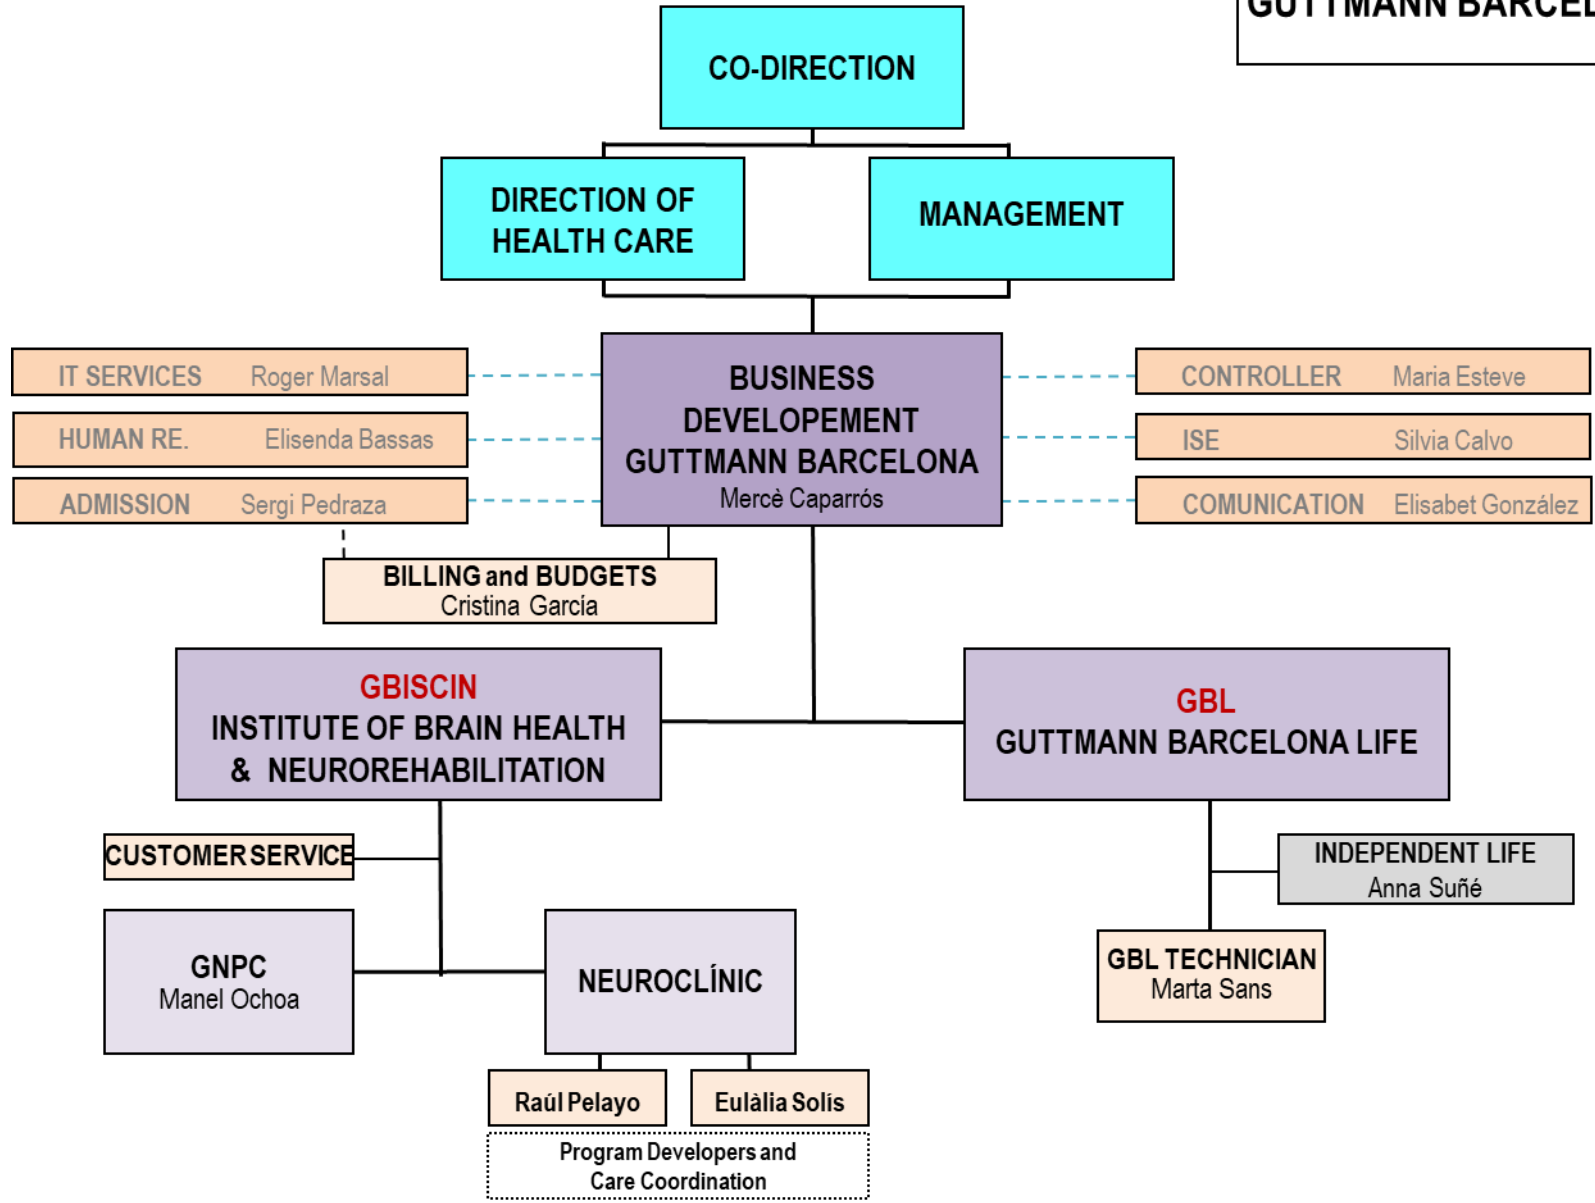 GUTTMANN
CO-DIRECTION
DIRECTION OF
HEALTH CARE
MANAGEMENT
IT SERVICES Roger Marsal
HUMAN RE. Elisenda Bassas
ADMISSION Sergi Pedraza
BUSINESS
DEVELOPEMENT
GUTTMANN BARCELONA
Mercè Caparrós
CONTROLLER Maria Esteve
ISE Silvia Calvo
COMUNICATION Elisabet González
BILLING and BUDGETS
Cristina García
GBISCIN
INSTITUTE OF BRAIN HEALTH
& NEUROREHABILITATION
GBL
GUTTMANN BARCELONA LIFE
CUSTOMER SERVICE
INDEPENDENT LIFE
Anna Suñé
GNPC
Manel Ochoa
NEUROCLÍNIC
GBL TECHNICIAN
Marta Sans
Raúl Pelayo
Eulàlia Solís
Program Developers and
Care Coordination